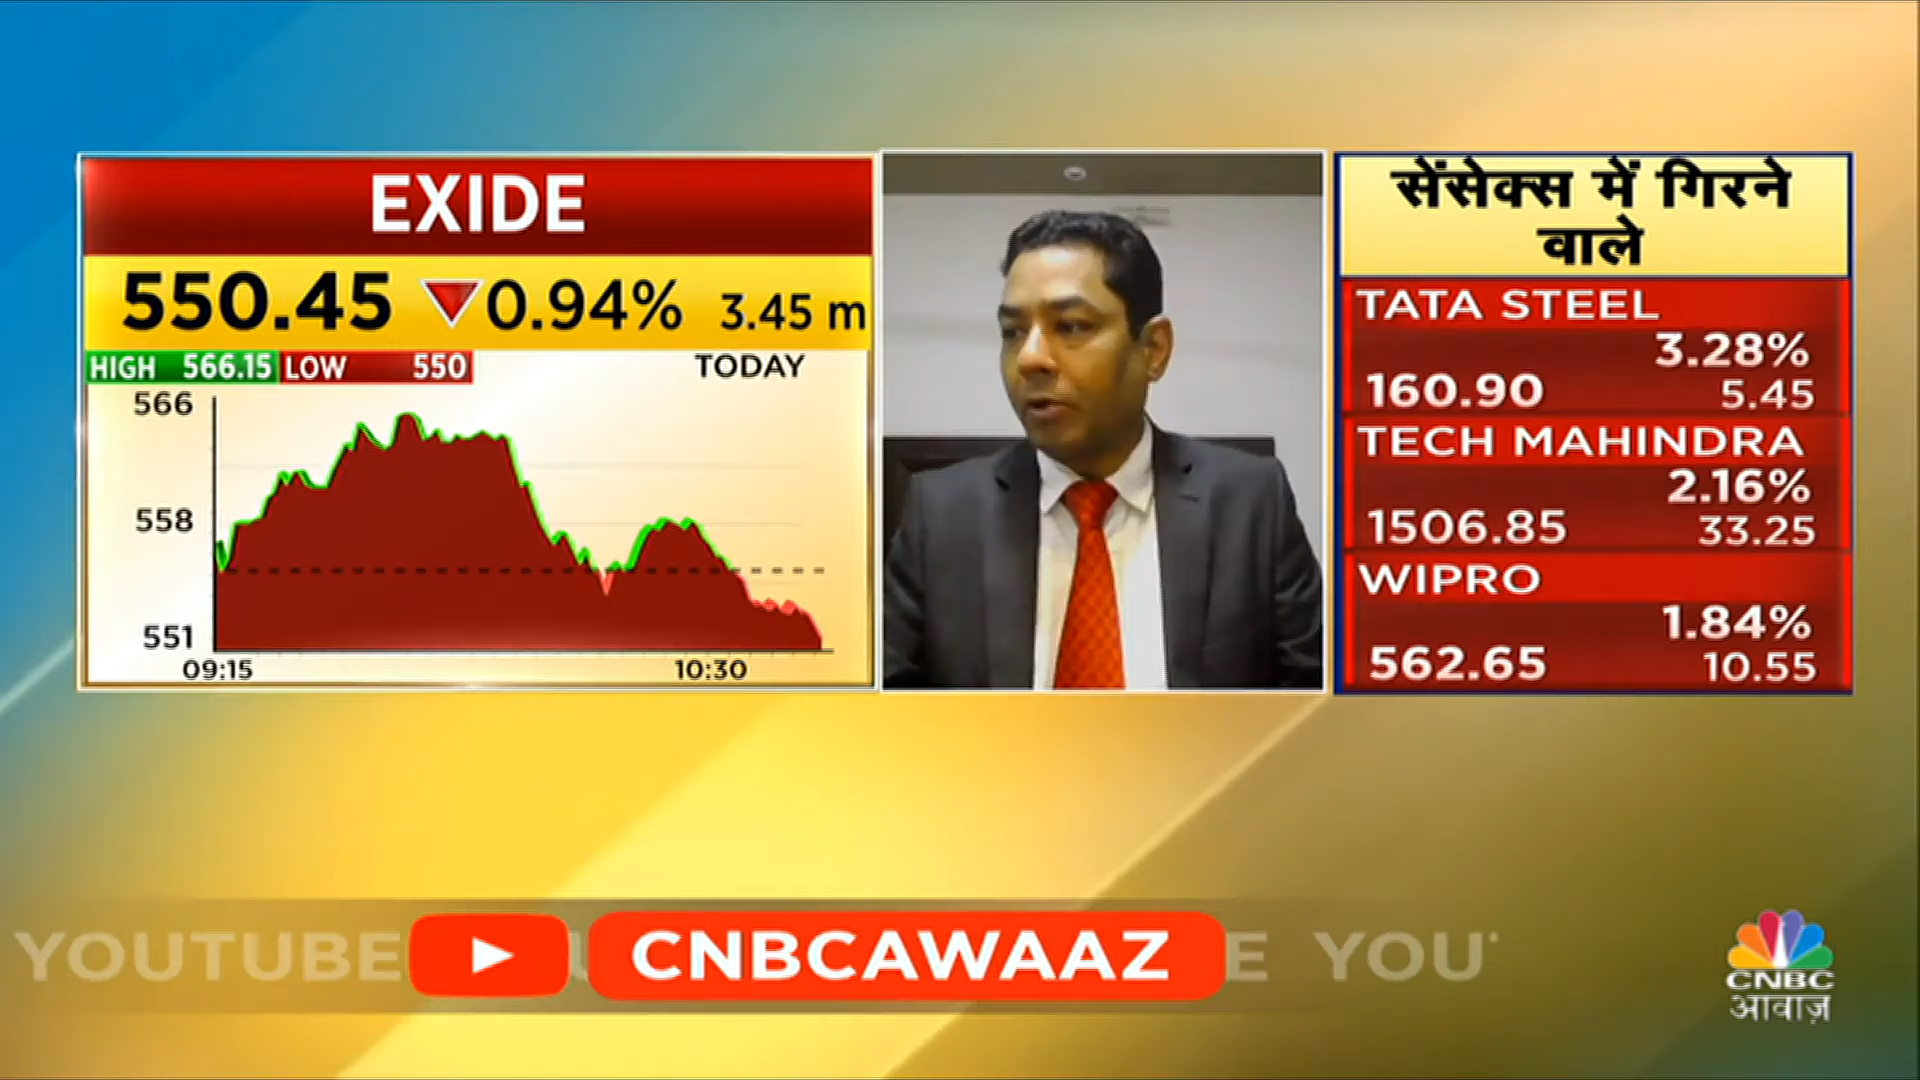 EXIDE
550.45 0.94% 3.45 m
HIGH 566.15 LOW 550 TODAY
566
558
551
09:15 10:30
सेंसेक्स में गिरने
वाले
TATA STEEL
3.28%
160.90 5.45
TECH MAHINDRA
2.16%
1506.85 33.25
WIPRO
1.84%
562.65 10.55
YOUTUBE CNBCAWAAZ E YOU
CNBC
आवाज़